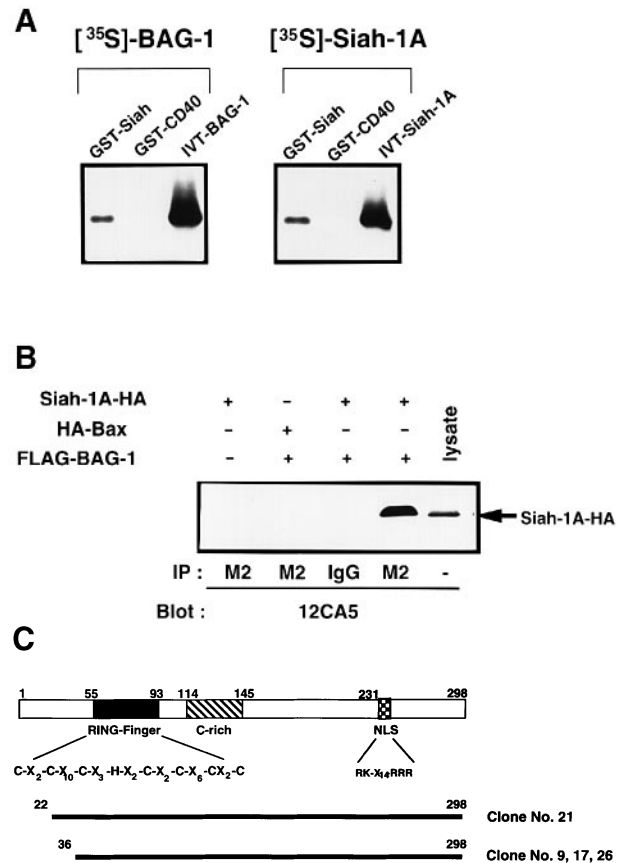 A
[³⁵S]-BAG-1 [³⁵S]-Siah-1A
GST-Siah GST-CD40 IVT-BAG-1 GST-Siah GST-CD40 IVT-Siah-1A
B
Siah-1A-HA + – + +
HA-Bax – + – –
FLAG-BAG-1 – + + +
lysate
Siah-1A-HA
IP : M2 M2 IgG M2 -
Blot : 12CA5
C
1 55 93 114 145 231 298
RING-Finger C-rich NLS
C-X₂-C-X₁₀-C-X₃-H-X₂-C-X₂-C-X₆-CX₂-C RK-X₁₄RRR
22 298 Clone No. 21
36 298 Clone No. 9, 17, 26